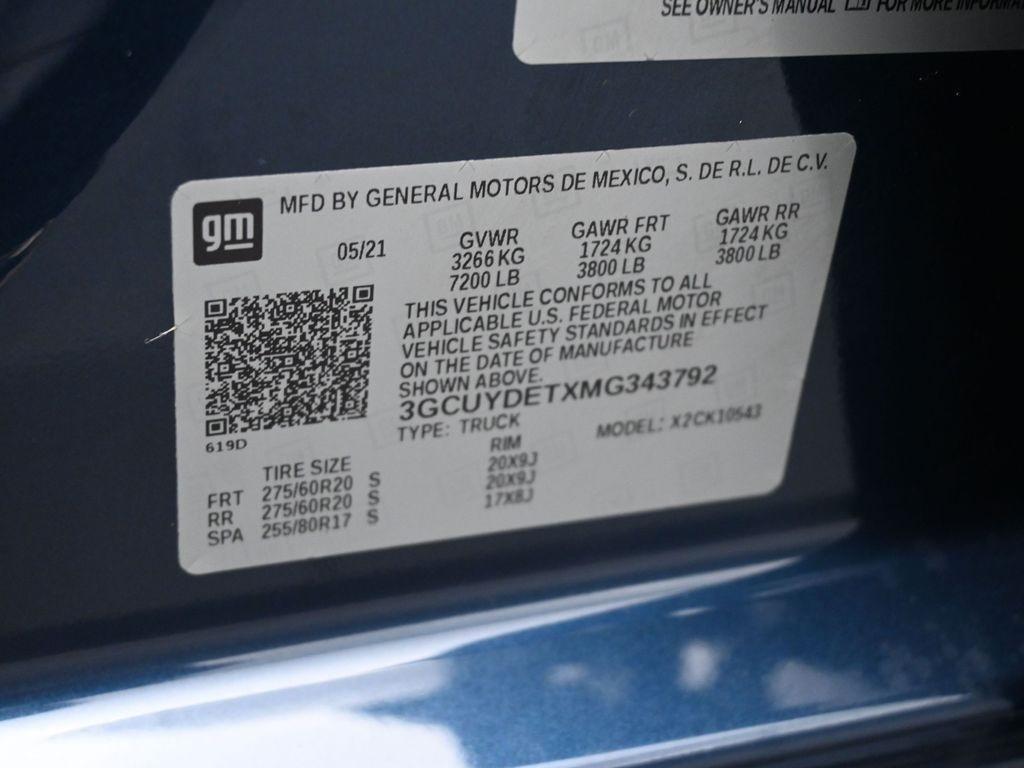 SEE OWNER'S MANUAL FOR MORE
gm
MFD BY GENERAL MOTORS DE MEXICO, S. DE R.L. DE C.V.
05/21
GVWR
3266 KG
7200 LB
GAWR FRT
1724 KG
3800 LB
GAWR RR
1724 KG
3800 LB
THIS VEHICLE CONFORMS TO ALL
APPLICABLE U.S. FEDERAL MOTOR
VEHICLE SAFETY STANDARDS IN EFFECT
ON THE DATE OF MANUFACTURE
SHOWN ABOVE.
3GCUYDETXMG343792
TYPE: TRUCK
MODEL: X2CK10543
619D
TIRE SIZE RIM
FRT 275/60R20 S 20X9J
RR 275/60R20 S 20X9J
SPA 255/80R17 S 17X8J